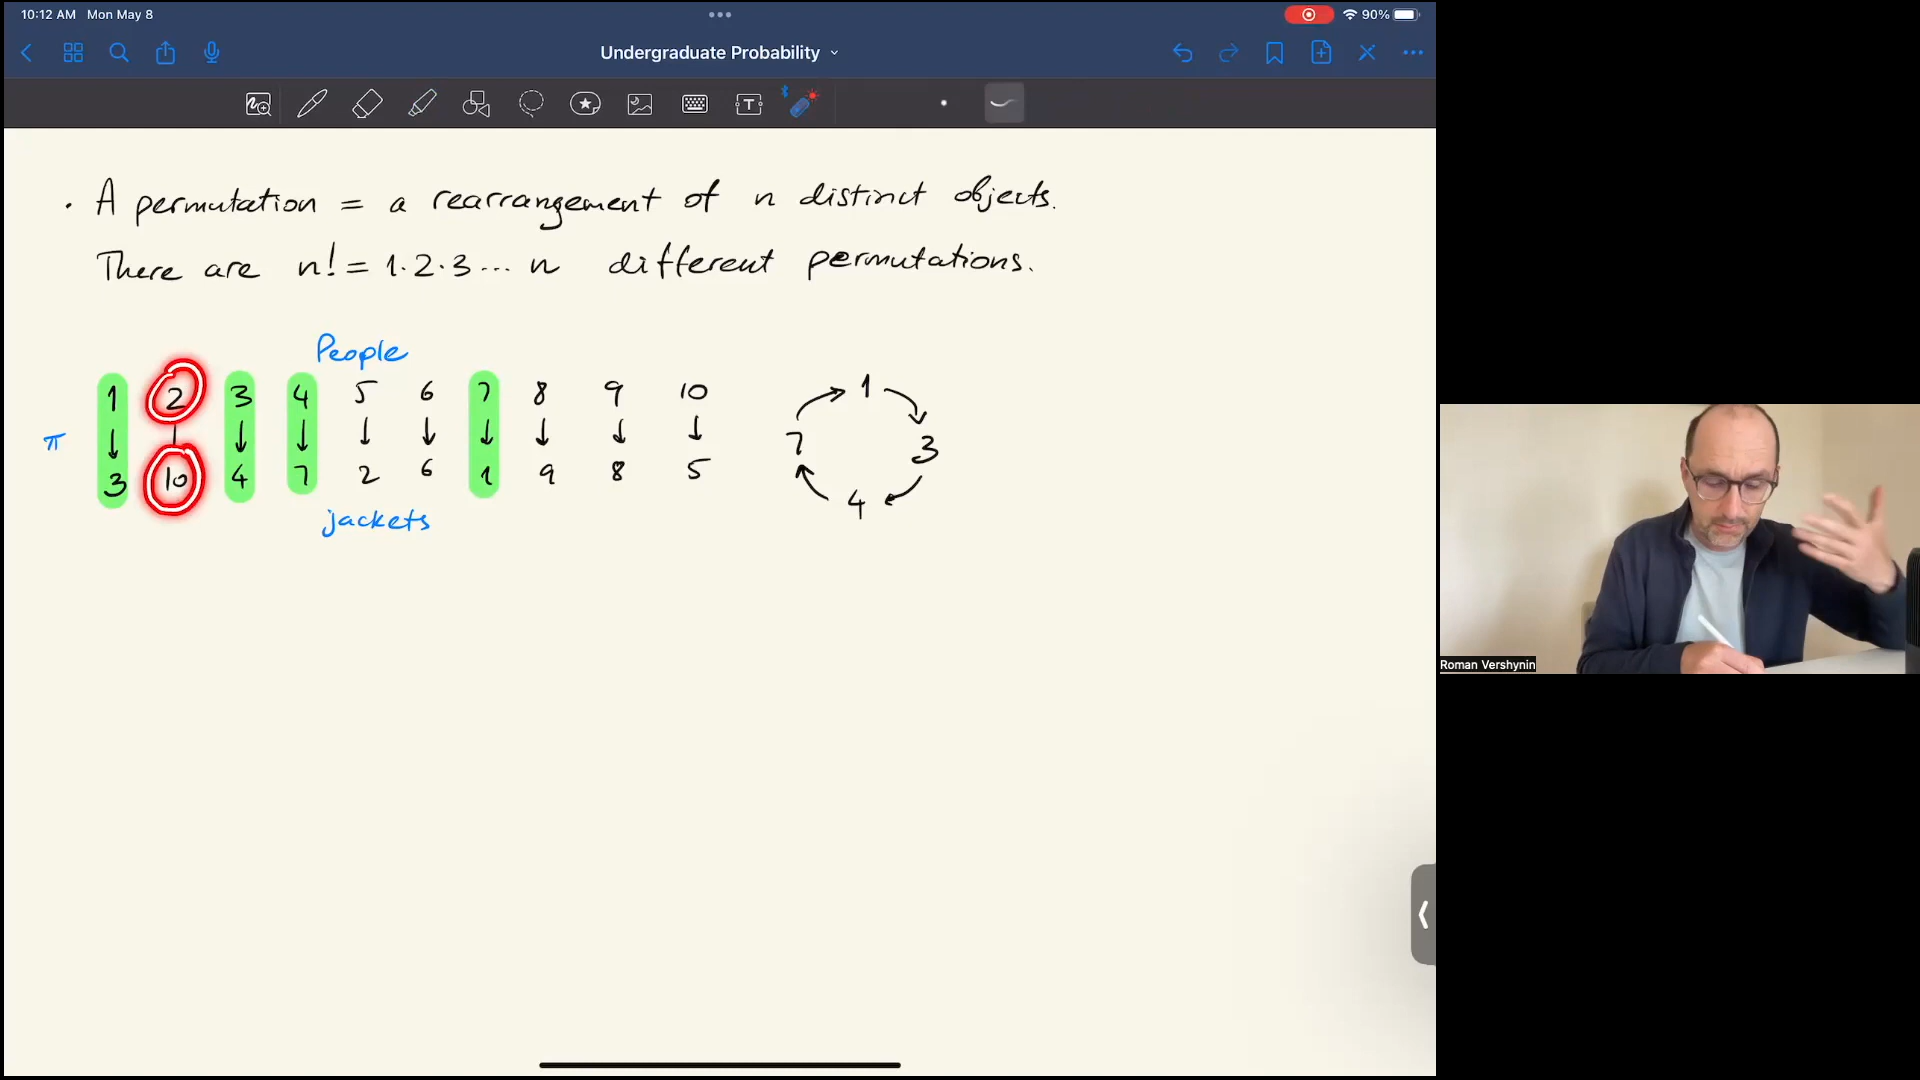 10:12 AM Mon May 8
90%
Undergraduate Probability
T
· A permutation = a rearrangement of n distinct objects.
There are n! = 1·2·3··· n different permutations.
People
1 2 3 4 5 6 7 8 9 10
π
3 10 4 7 2 6 1 9 8 5
jackets
1
7 3
4
Roman Vershynin